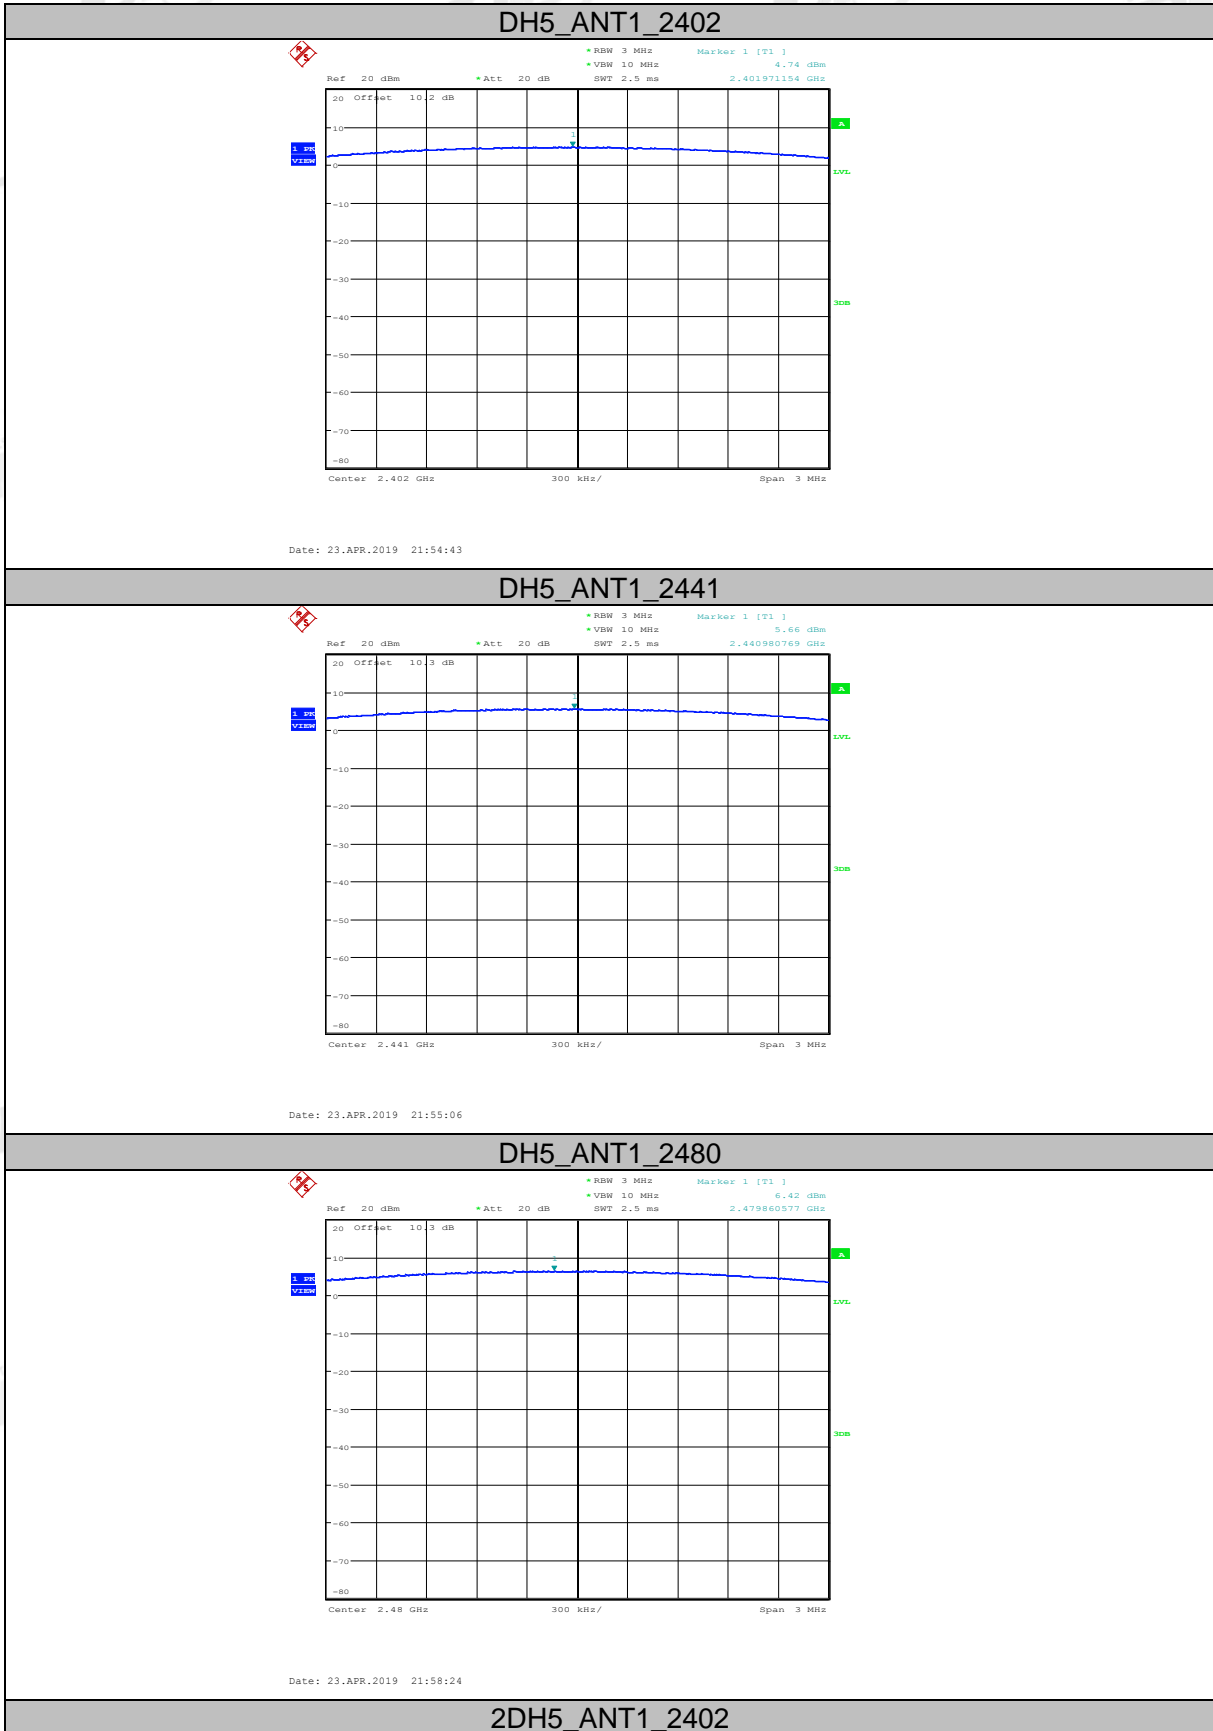 DH5_ANT1_2402
R S
* RBW 3 MHz Marker 1 [T1 ]
* VBW 10 MHz 4.74 dBm
Ref 20 dBm * Att 20 dB SWT 2.5 ms 2.401971154 GHz
20 Offset 10.2 dB
A
10
1
1 PK
VIEW
0
LVL
-10
-20
-30
3DB
-40
-50
-60
-70
-80
Center 2.402 GHz 300 kHz/ Span 3 MHz
Date: 23.APR.2019 21:54:43
DH5_ANT1_2441
R S
* RBW 3 MHz Marker 1 [T1 ]
* VBW 10 MHz 5.66 dBm
Ref 20 dBm * Att 20 dB SWT 2.5 ms 2.440980769 GHz
20 Offset 10.3 dB
A
10
1
1 PK
VIEW
0
LVL
-10
-20
-30
3DB
-40
-50
-60
-70
-80
Center 2.441 GHz 300 kHz/ Span 3 MHz
Date: 23.APR.2019 21:55:06
DH5_ANT1_2480
R S
* RBW 3 MHz Marker 1 [T1 ]
* VBW 10 MHz 6.42 dBm
Ref 20 dBm * Att 20 dB SWT 2.5 ms 2.479860577 GHz
20 Offset 10.3 dB
A
10
1
1 PK
VIEW
0
LVL
-10
-20
-30
3DB
-40
-50
-60
-70
-80
Center 2.48 GHz 300 kHz/ Span 3 MHz
Date: 23.APR.2019 21:58:24
2DH5_ANT1_2402